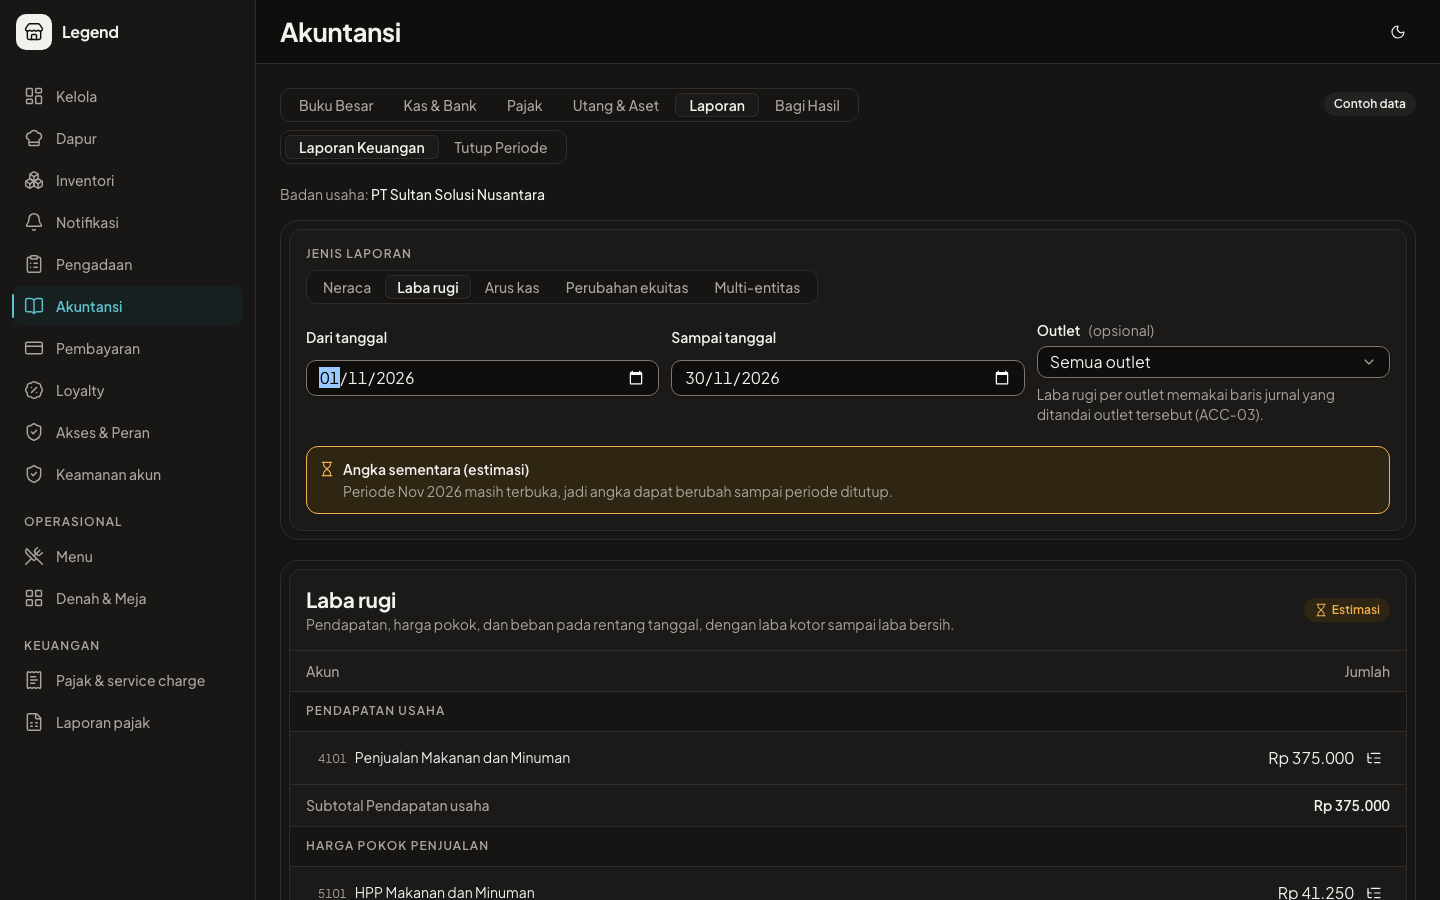 Legend
Akuntansi
Kelola
Dapur
Inventori
Notifikasi
Pengadaan
Akuntansi
Pembayaran
Loyalty
Akses & Peran
Keamanan akun
OPERASIONAL
Menu
Denah & Meja
KEUANGAN
Pajak & service charge
Laporan pajak
Buku Besar Kas & Bank Pajak Utang & Aset Laporan Bagi Hasil
Contoh data
Laporan Keuangan Tutup Periode
Badan usaha: PT Sultan Solusi Nusantara
JENIS LAPORAN
Neraca Laba rugi Arus kas Perubahan ekuitas Multi-entitas
Dari tanggal
01/11/2026
Sampai tanggal
30/11/2026
Outlet (opsional)
Semua outlet
Laba rugi per outlet memakai baris jurnal yang
ditandai outlet tersebut (ACC-03).
Angka sementara (estimasi)
Periode Nov 2026 masih terbuka, jadi angka dapat berubah sampai periode ditutup.
Laba rugi
Pendapatan, harga pokok, dan beban pada rentang tanggal, dengan laba kotor sampai laba bersih.
Estimasi
Akun Jumlah
PENDAPATAN USAHA
4101 Penjualan Makanan dan Minuman Rp 375.000
Subtotal Pendapatan usaha Rp 375.000
HARGA POKOK PENJUALAN
5101 HPP Makanan dan Minuman Rp 41.250